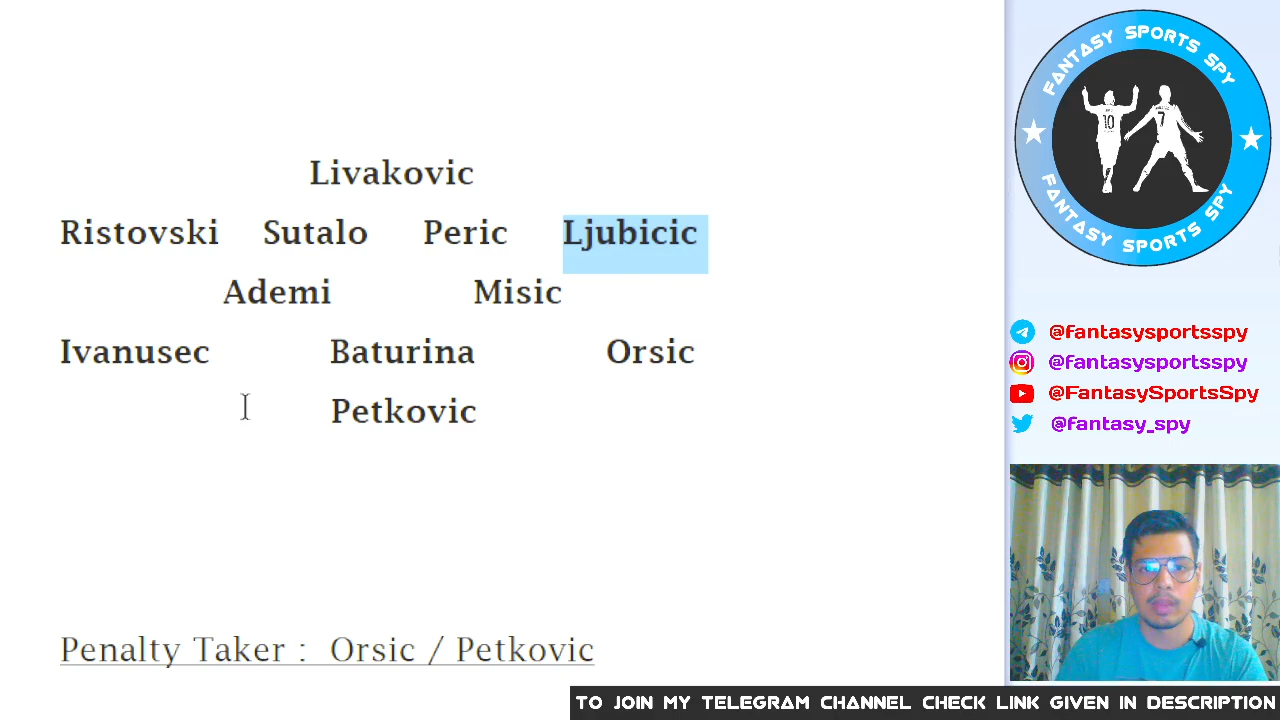 Livakovic
Ristovski Sutalo Peric Ljubicic
Ademi Misic
Ivanusec Baturina Orsic
Petkovic
Penalty Taker : Orsic / Petkovic
FANTASY SPORTS SPY
10 7
FANTASY SPORTS SPY
@fantasysportsspy
@fantasysportsspy
@FantasySportsSpy
@fantasy_spy
TO JOIN MY TELEGRAM CHANNEL CHECK LINK GIVEN IN DESCRIPTION